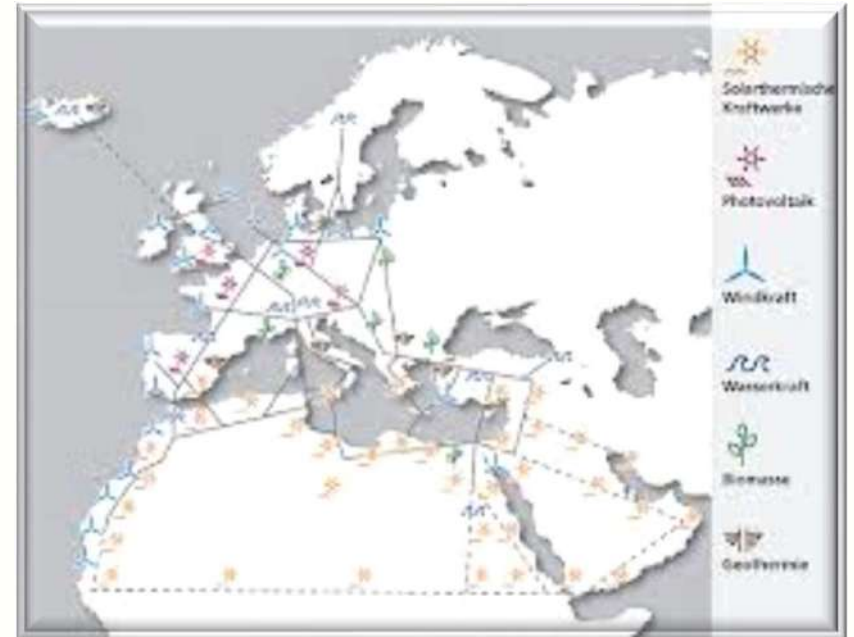 Solarthermische
Kraftwerke
Photovoltaik
Windkraft
Wasserkraft
Biomasse
Geothermie